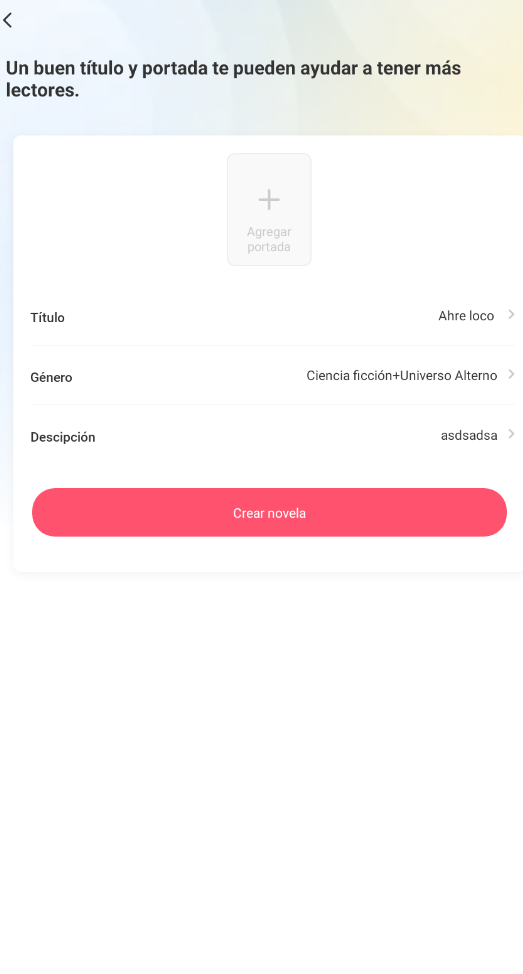 Un buen título y portada te pueden ayudar a tener más
lectores.
Agregar
portada
Título
Ahre loco
Género
Ciencia ficción+Universo Alterno
Descipción
asdsadsa
Crear novela